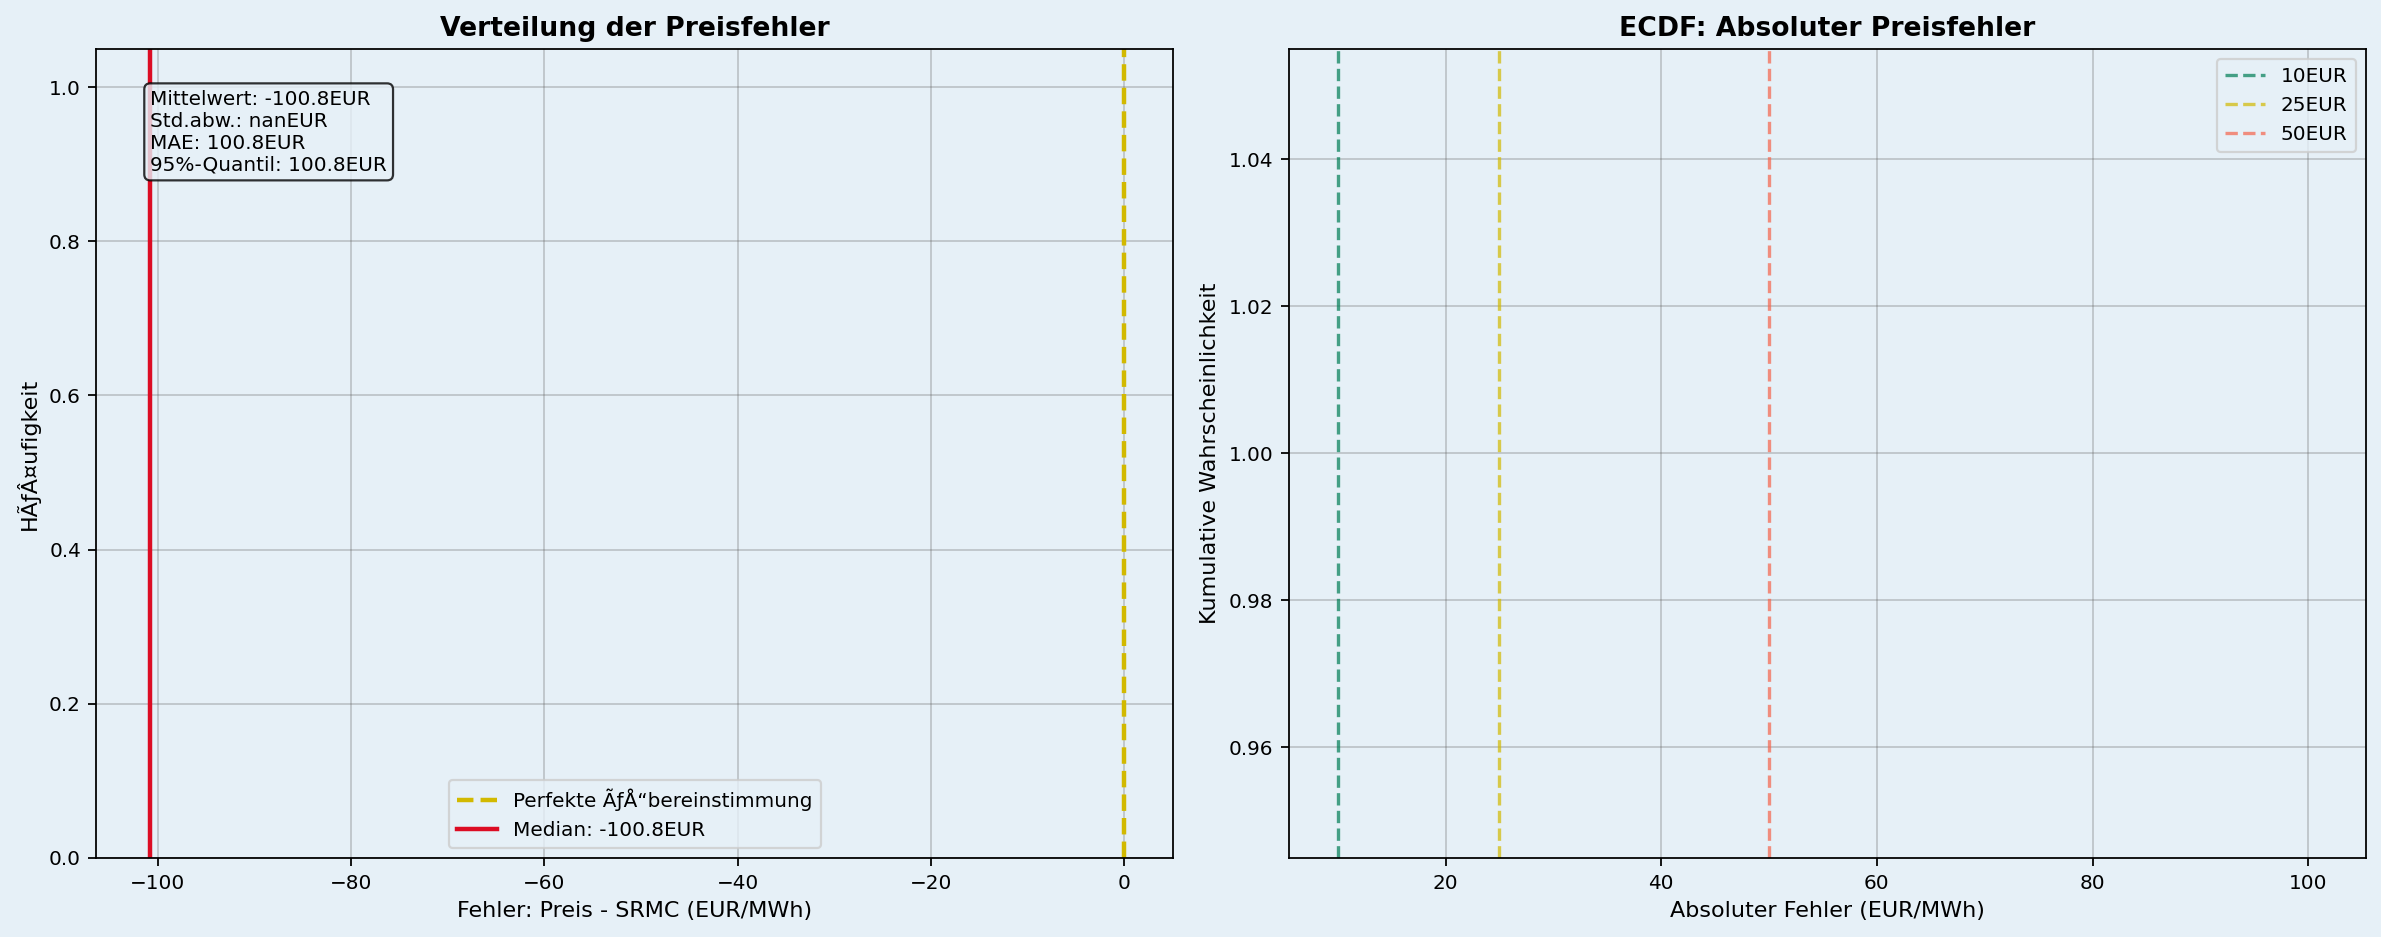 Verteilung der Preisfehler
1.0
0.8
0.6
0.4
0.2
0.0
HÃƒÂ¤ufigkeit
Mittelwert: -100.8EUR
Std.abw.: nanEUR
MAE: 100.8EUR
95%-Quantil: 100.8EUR
Perfekte ÃƒÅ“bereinstimmung
Median: -100.8EUR
−100 −80 −60 −40 −20 0
Fehler: Preis - SRMC (EUR/MWh)
ECDF: Absoluter Preisfehler
1.04
1.02
1.00
0.98
0.96
Kumulative Wahrscheinlichkeit
10EUR
25EUR
50EUR
20 40 60 80 100
Absoluter Fehler (EUR/MWh)